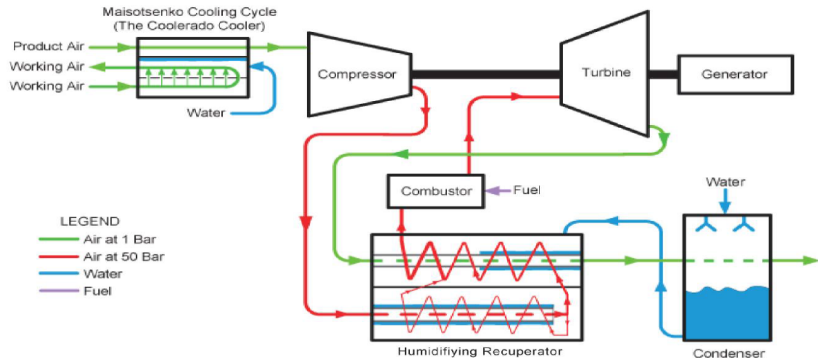 Maisotsenko Cooling Cycle
(The Coolerado Cooler)
Product Air
Working Air
Working Air
Water
Compressor
Turbine
Generator
Combustor
Fuel
Water
LEGEND
Air at 1 Bar
Air at 50 Bar
Water
Fuel
Humidifiying Recuperator
Condenser